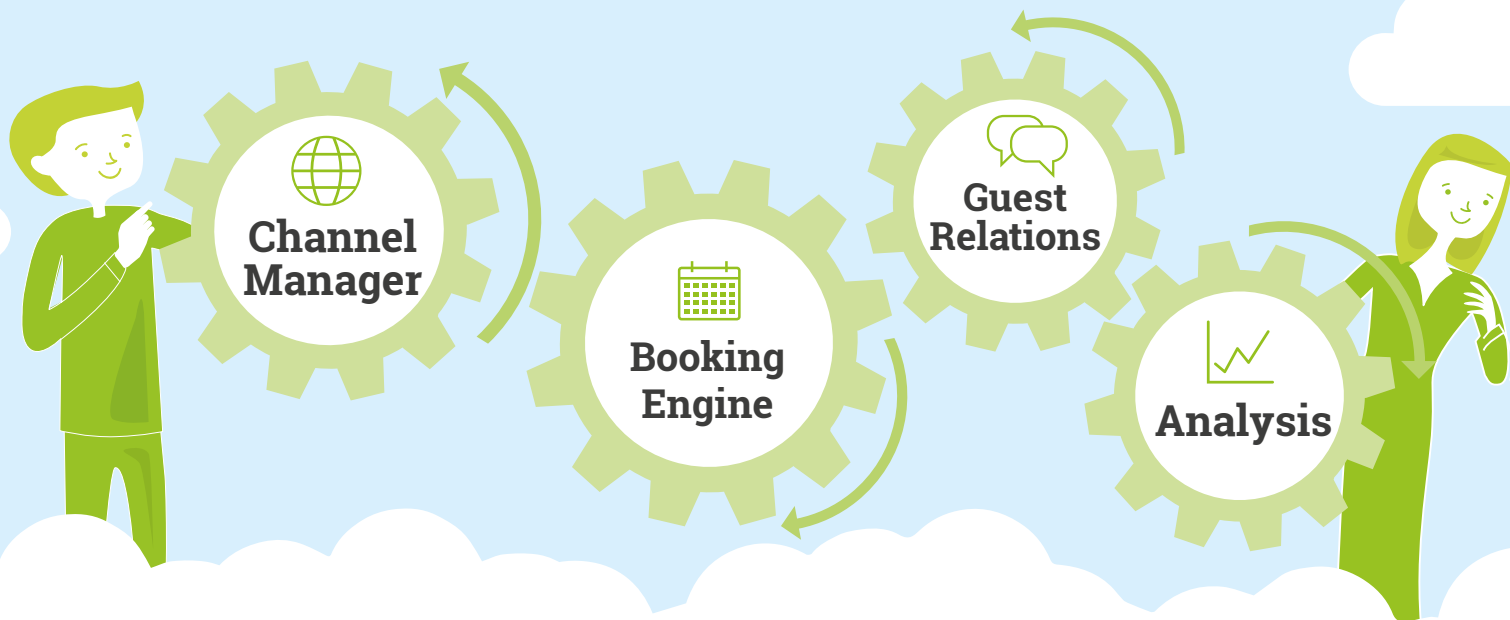 Channel
Manager
Booking
Engine
Guest
Relations
Analysis